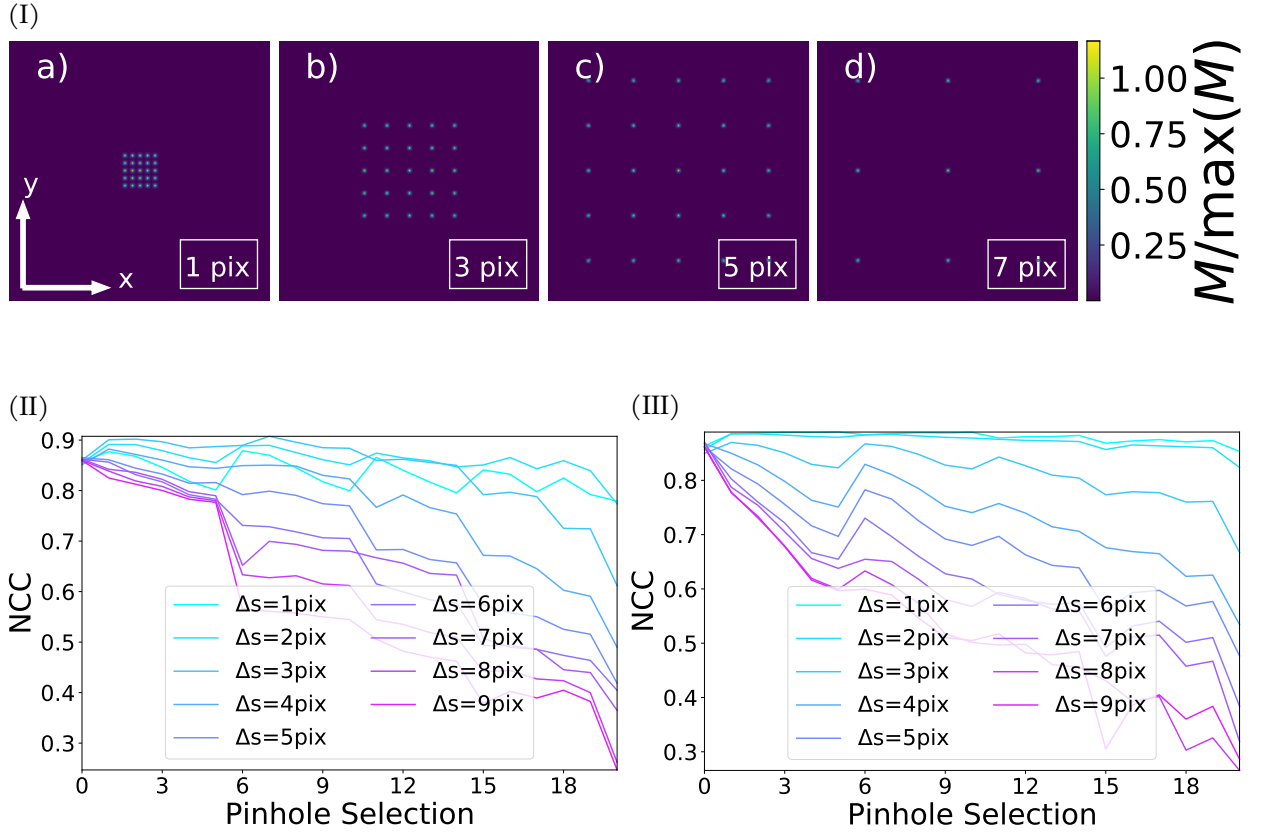 (I)
a)
b)
c)
d)
y
x
1 pix
3 pix
5 pix
7 pix
1.00
0.75
0.50
0.25
M/max(M)
(II)
0.9
0.8
0.7
0.6
0.5
0.4
0.3
NCC
Δs=1pix
Δs=2pix
Δs=3pix
Δs=4pix
Δs=5pix
Δs=6pix
Δs=7pix
Δs=8pix
Δs=9pix
0 3 6 9 12 15 18
Pinhole Selection
(III)
0.8
0.7
0.6
0.5
0.4
0.3
NCC
Δs=1pix
Δs=2pix
Δs=3pix
Δs=4pix
Δs=5pix
Δs=6pix
Δs=7pix
Δs=8pix
Δs=9pix
0 3 6 9 12 15 18
Pinhole Selection